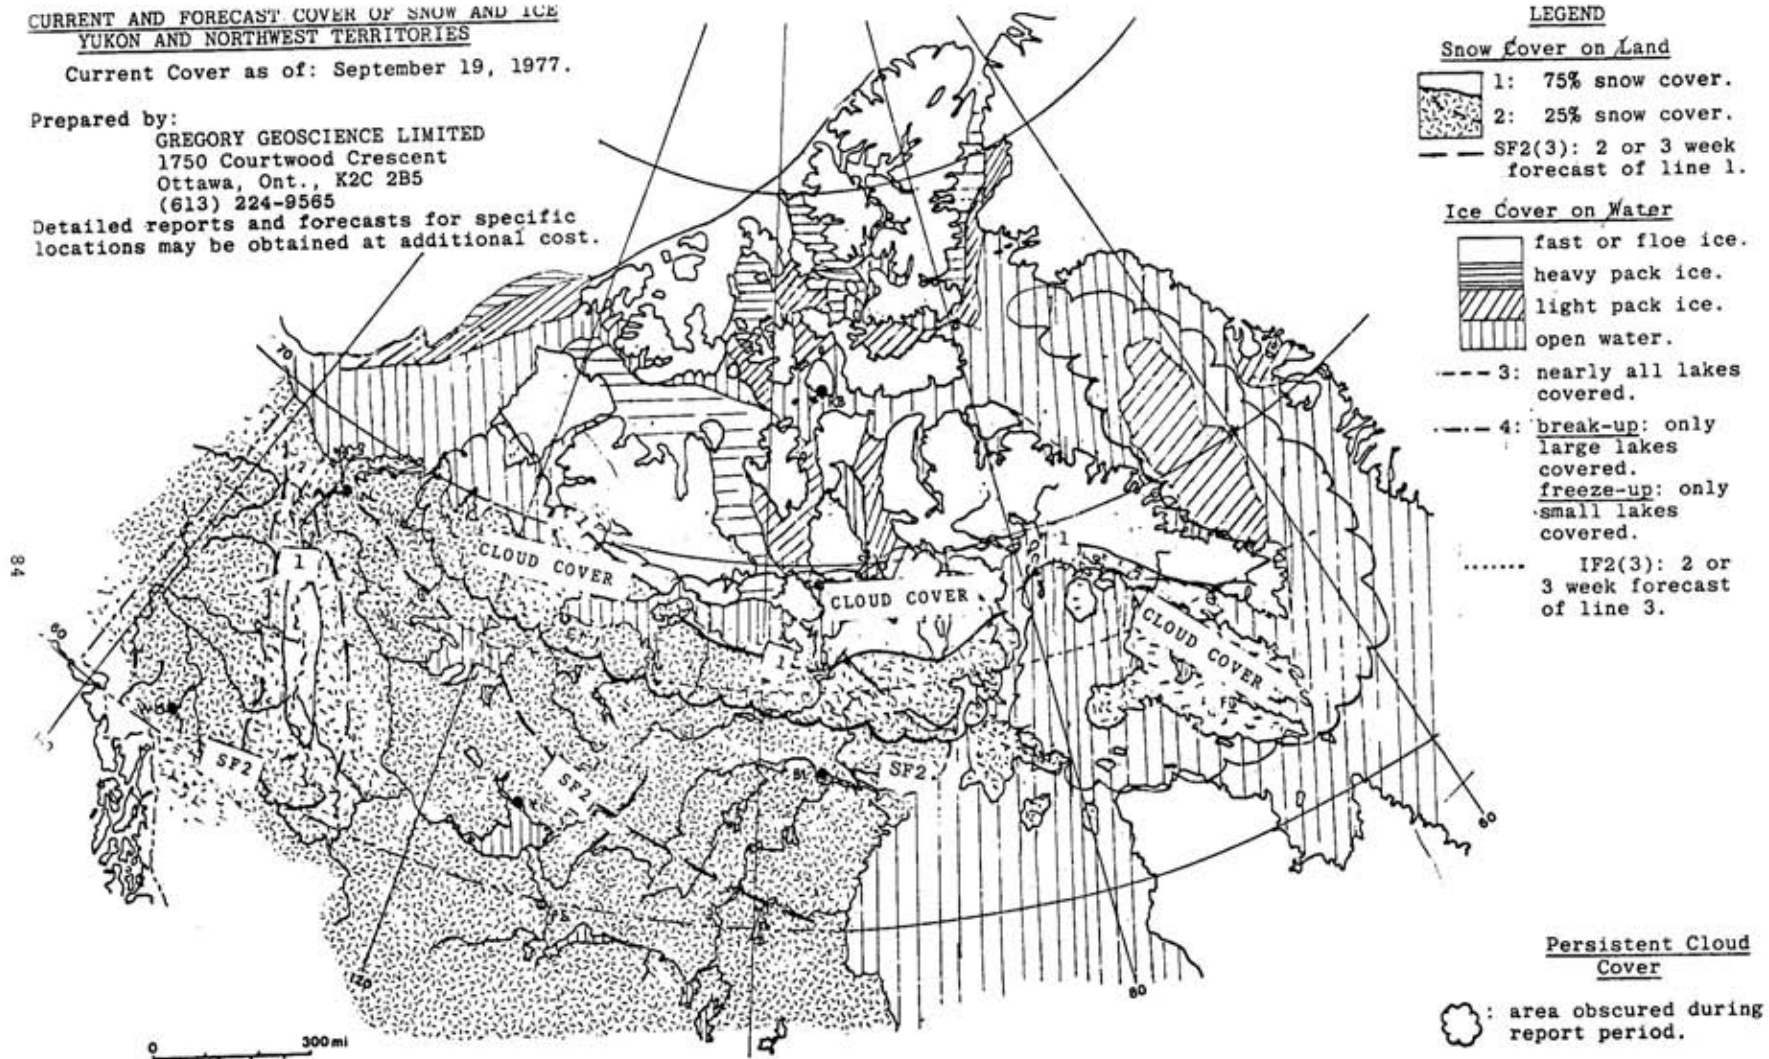 CURRENT AND FORECAST COVER OF SNOW AND ICE
YUKON AND NORTHWEST TERRITORIES
Current Cover as of: September 19, 1977.
Prepared by:
GREGORY GEOSCIENCE LIMITED
1750 Courtwood Crescent
Ottawa, Ont., K2C 2B5
(613) 224-9565
Detailed reports and forecasts for specific
locations may be obtained at additional cost.
LEGEND
Snow Cover on Land
1: 75% snow cover.
2: 25% snow cover.
SF2(3): 2 or 3 week
forecast of line 1.
Ice Cover on Water
fast or floe ice.
heavy pack ice.
light pack ice.
open water.
3: nearly all lakes
covered.
4: break-up: only
large lakes
covered.
freeze-up: only
small lakes
covered.
IF2(3): 2 or
3 week forecast
of line 3.
Persistent Cloud
Cover
: area obscured during
report period.
70
RB
1
1
1
CLOUD COVER
CLOUD COVER
CLOUD COVER
1
60
FB
SF2
SF2
SF2
BL
60
120
80
84
0 300mi